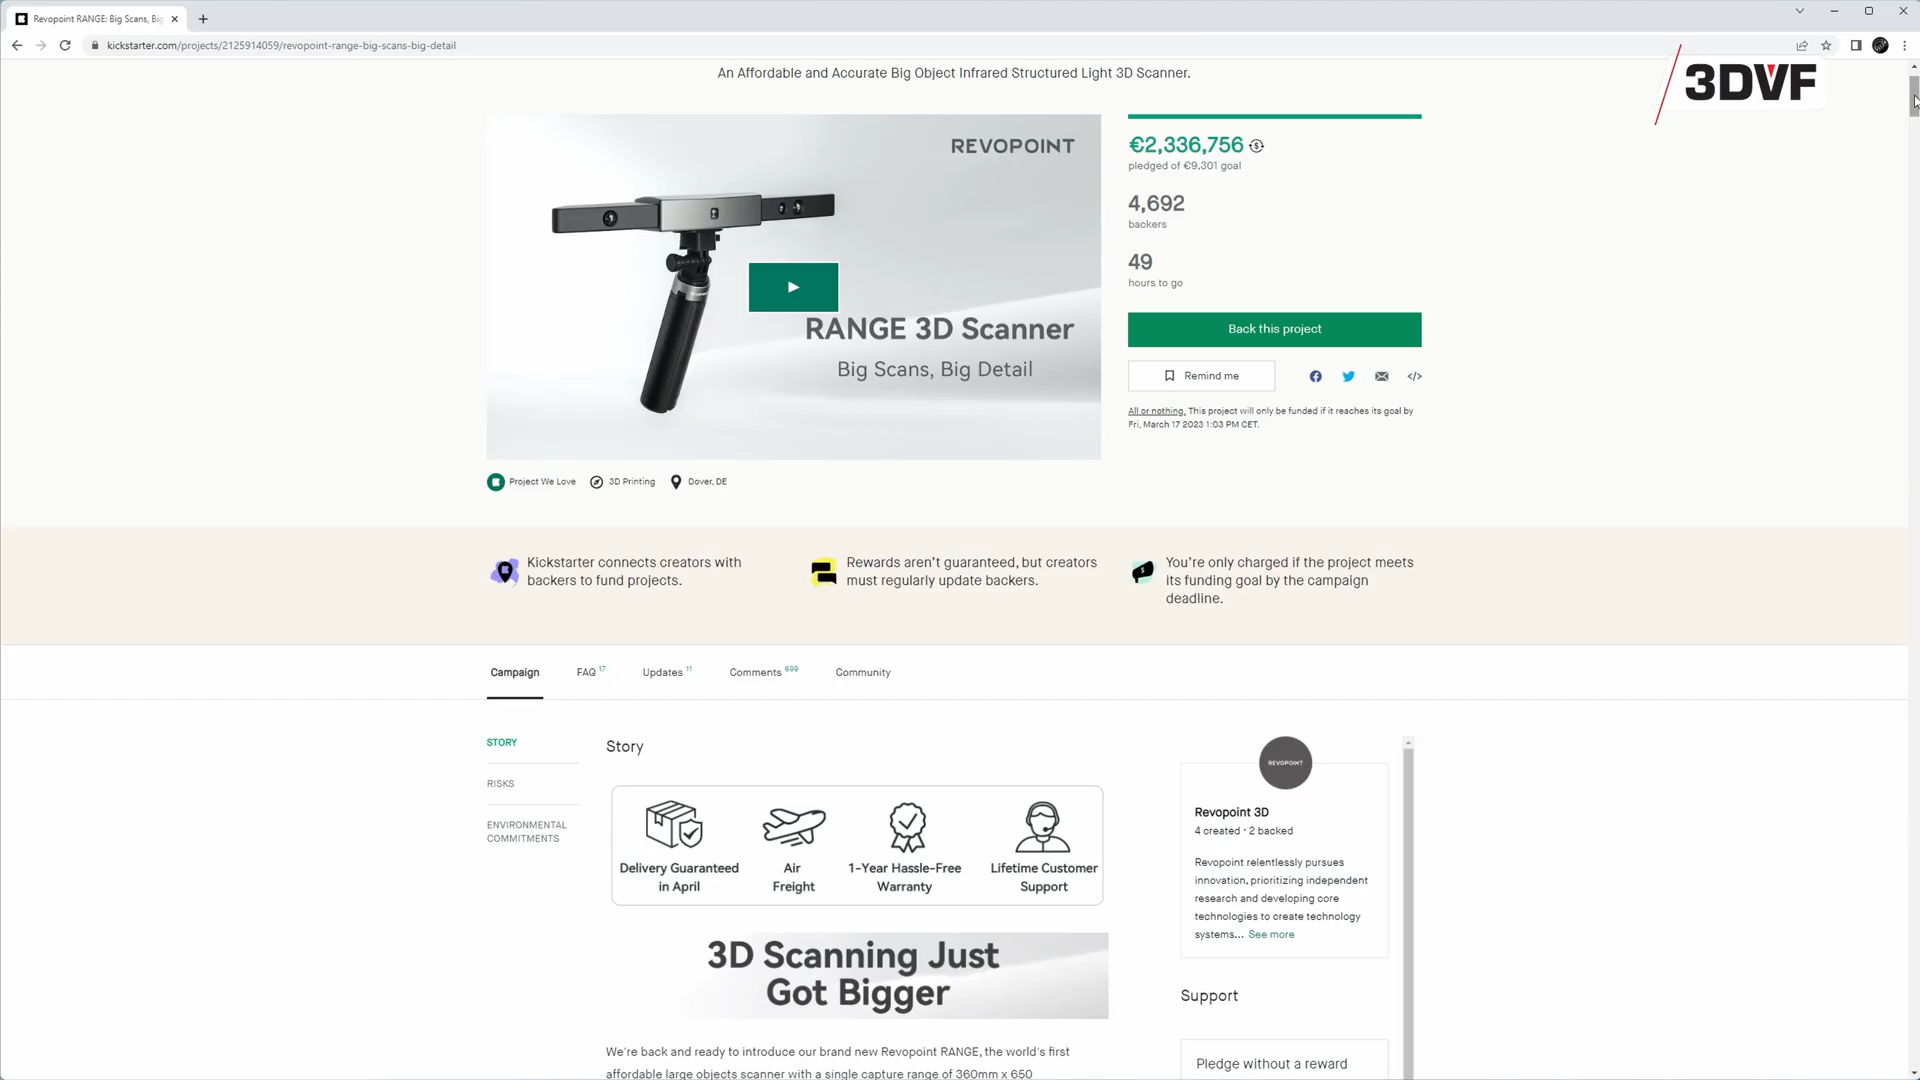 Revopoint RANGE: Big Scans, Big
kickstarter.com/projects/2125914059/revopoint-range-big-scans-big-detail
3DVF
An Affordable and Accurate Big Object Infrared Structured Light 3D Scanner.
REVOPOINT
RANGE 3D Scanner
Big Scans, Big Detail
€2,336,756
pledged of €9,301 goal
4,692
backers
49
hours to go
Back this project
Remind me
All or nothing. This project will only be funded if it reaches its goal by
Fri, March 17 2023 1:03 PM CET.
Project We Love
3D Printing
Dover, DE
Kickstarter connects creators with
backers to fund projects.
Rewards aren't guaranteed, but creators
must regularly update backers.
You're only charged if the project meets
its funding goal by the campaign
deadline.
Campaign
FAQ 17
Updates 11
Comments 699
Community
STORY
RISKS
ENVIRONMENTAL
COMMITMENTS
Story
Delivery Guaranteed
in April
Air
Freight
1-Year Hassle-Free
Warranty
Lifetime Customer
Support
3D Scanning Just
Got Bigger
We're back and ready to introduce our brand new Revopoint RANGE, the world's first
affordable large objects scanner with a single capture range of 360mm x 650
REVOPOINT
Revopoint 3D
4 created · 2 backed
Revopoint relentlessly pursues
innovation, prioritizing independent
research and developing core
technologies to create technology
systems... See more
Support
Pledge without a reward